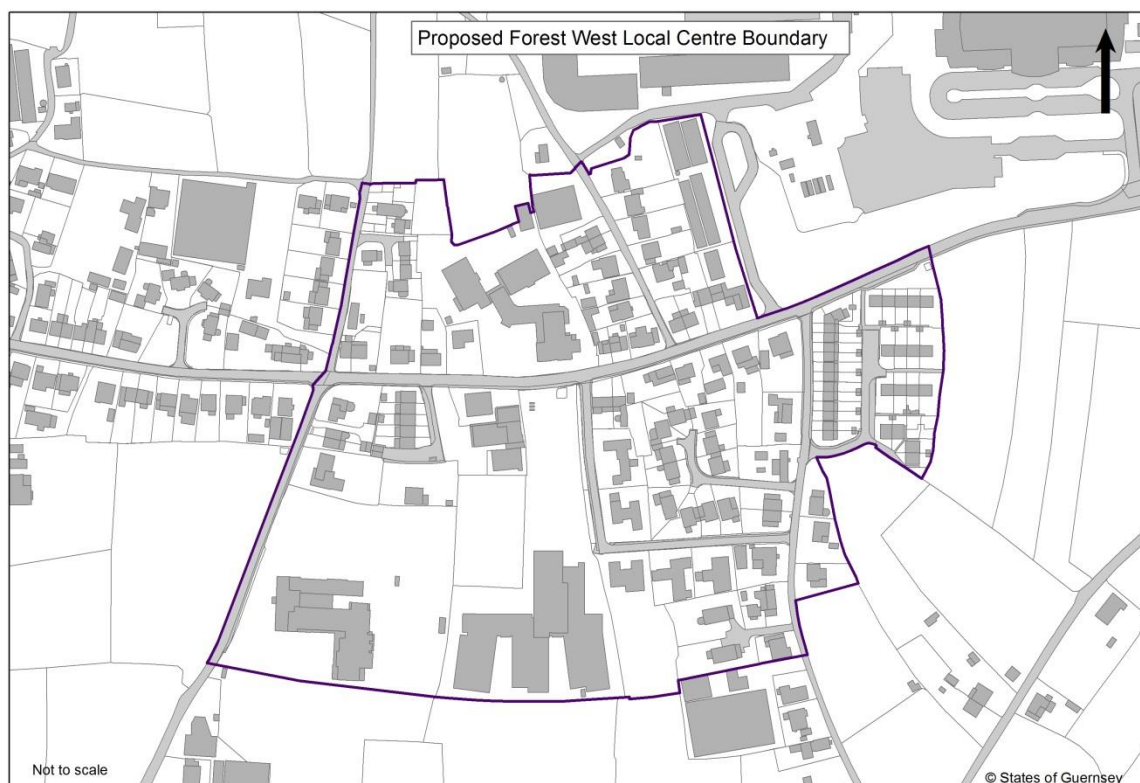 Proposed Forest West Local Centre Boundary
Not to scale
© States of Guernsey